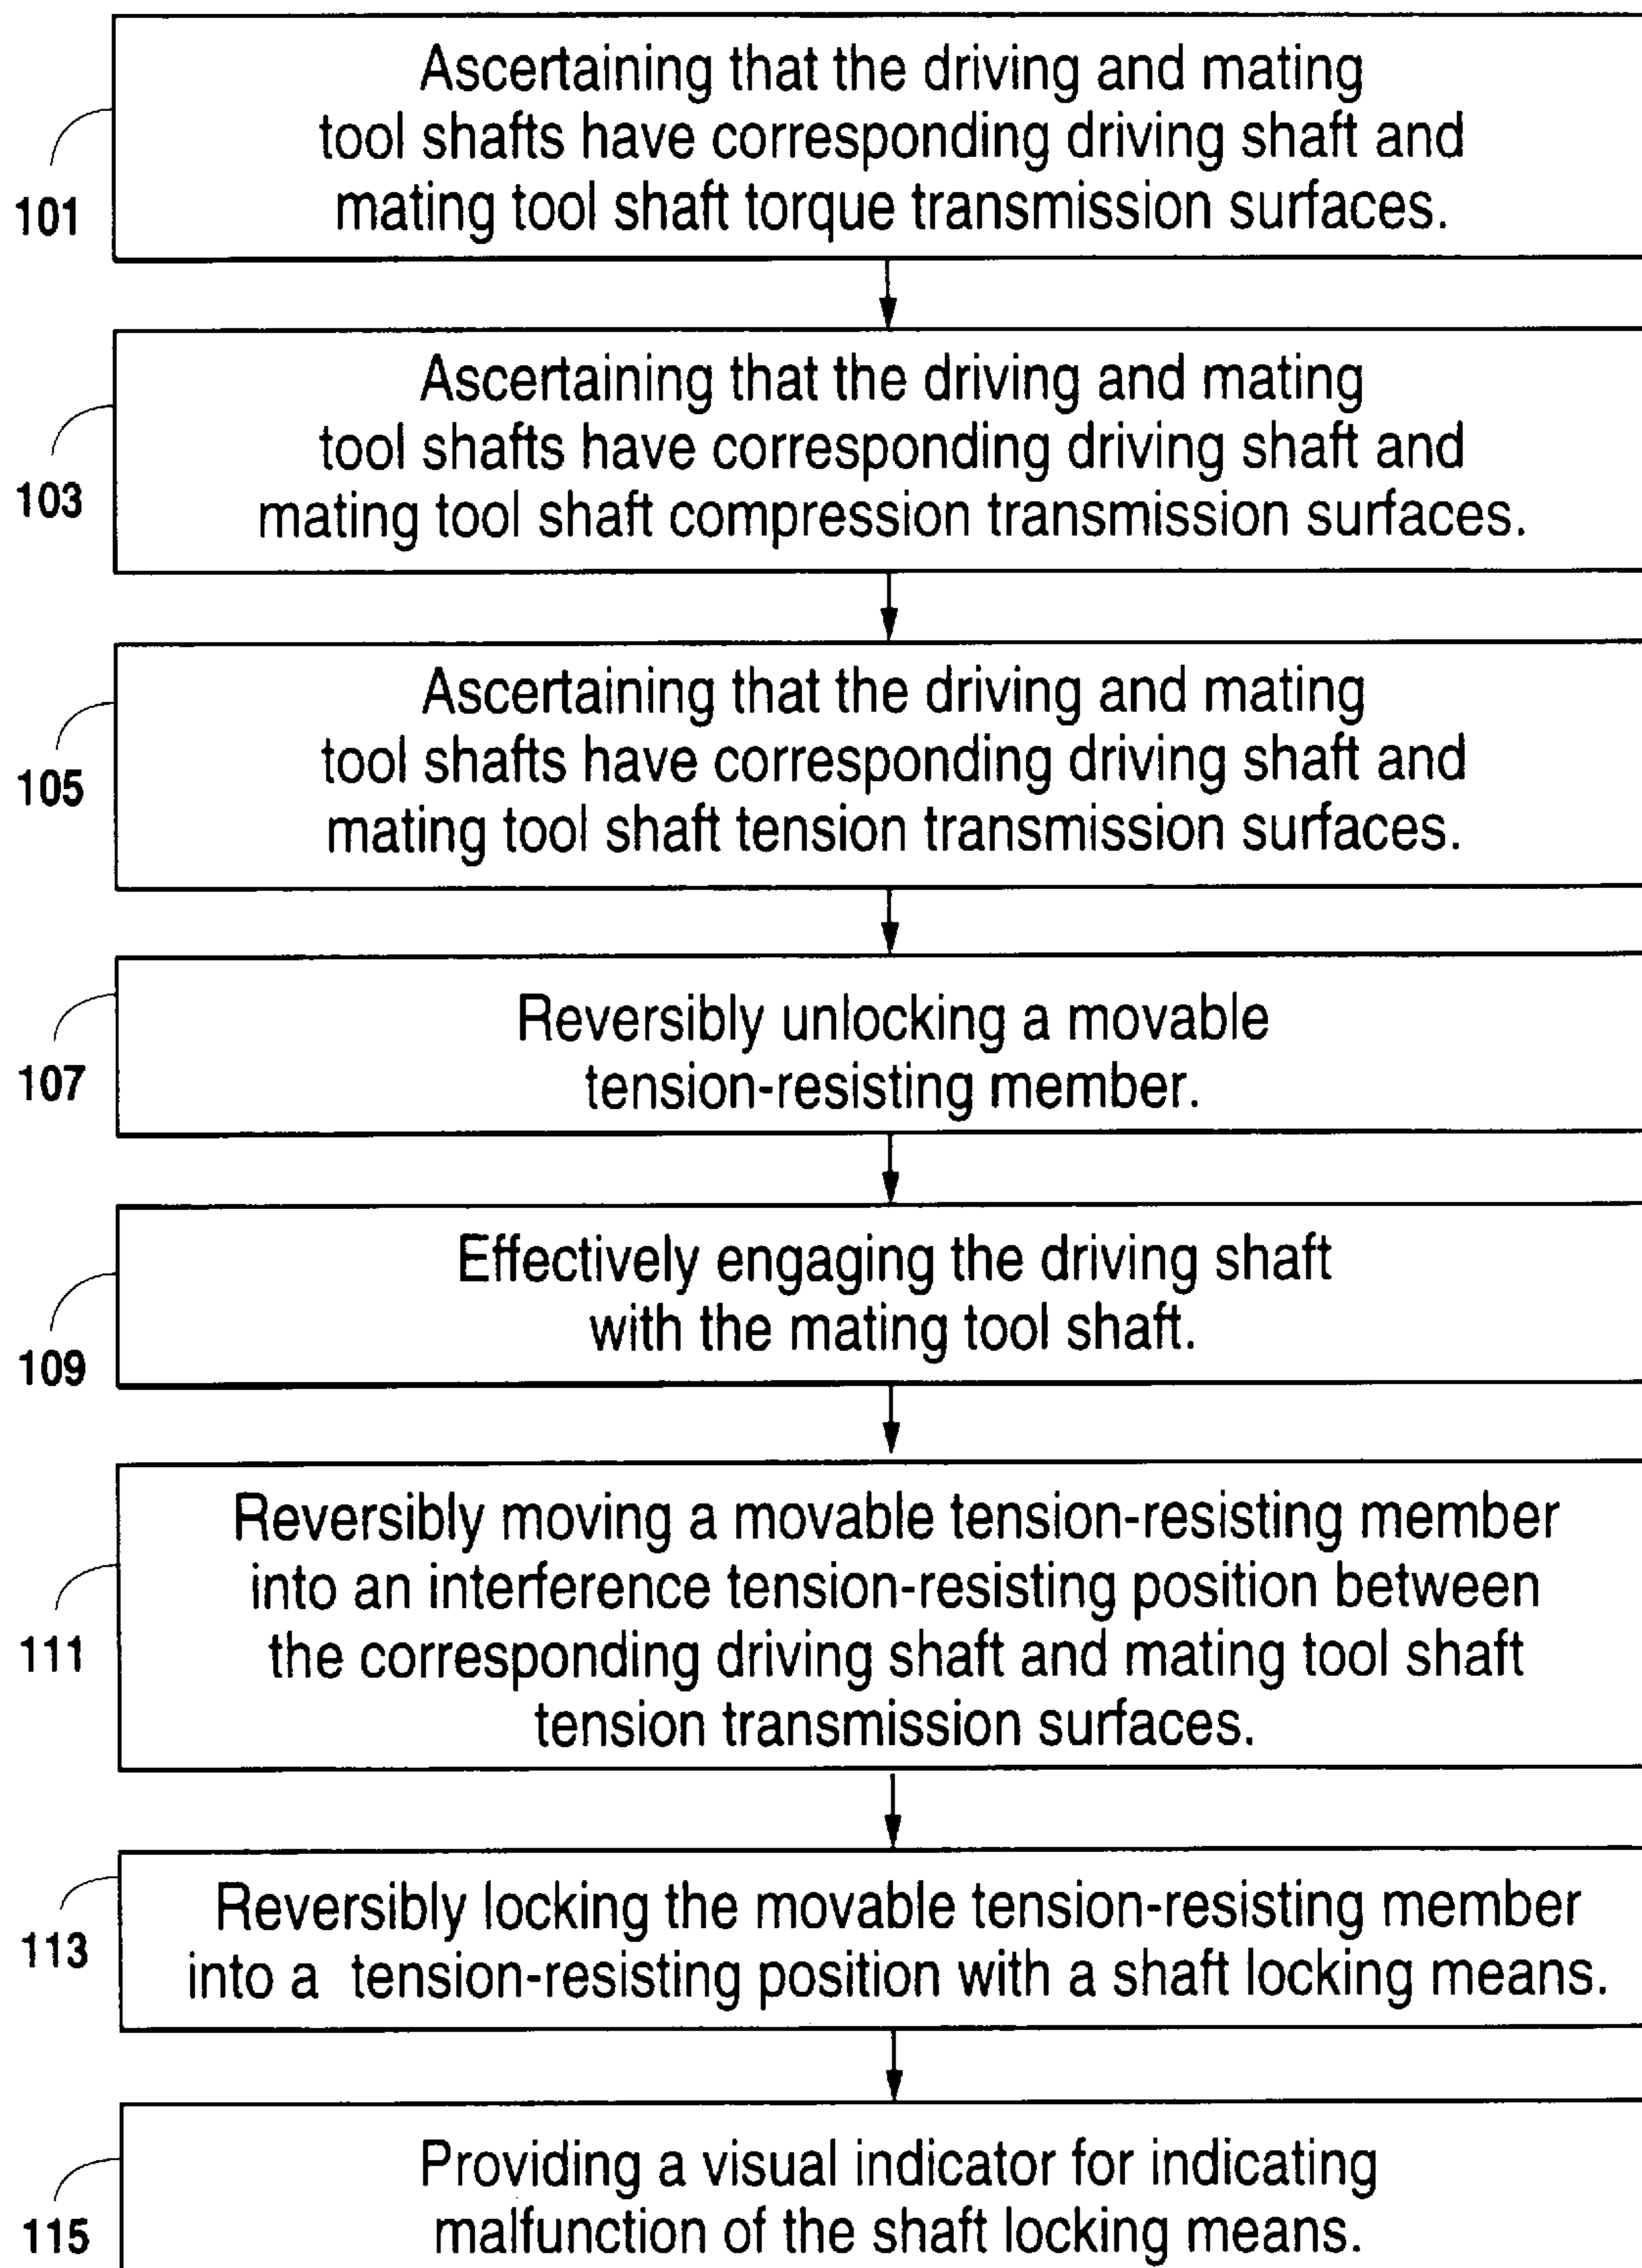 Ascertaining that the driving and mating
tool shafts have corresponding driving shaft and
mating tool shaft torque transmission surfaces.
101
Ascertaining that the driving and mating
tool shafts have corresponding driving shaft and
mating tool shaft compression transmission surfaces.
103
Ascertaining that the driving and mating
tool shafts have corresponding driving shaft and
mating tool shaft tension transmission surfaces.
105
Reversibly unlocking a movable
tension-resisting member.
107
Effectively engaging the driving shaft
with the mating tool shaft.
109
Reversibly moving a movable tension-resisting member
into an interference tension-resisting position between
the corresponding driving shaft and mating tool shaft
tension transmission surfaces.
111
Reversibly locking the movable tension-resisting member
into a tension-resisting position with a shaft locking means.
113
Providing a visual indicator for indicating
malfunction of the shaft locking means.
115